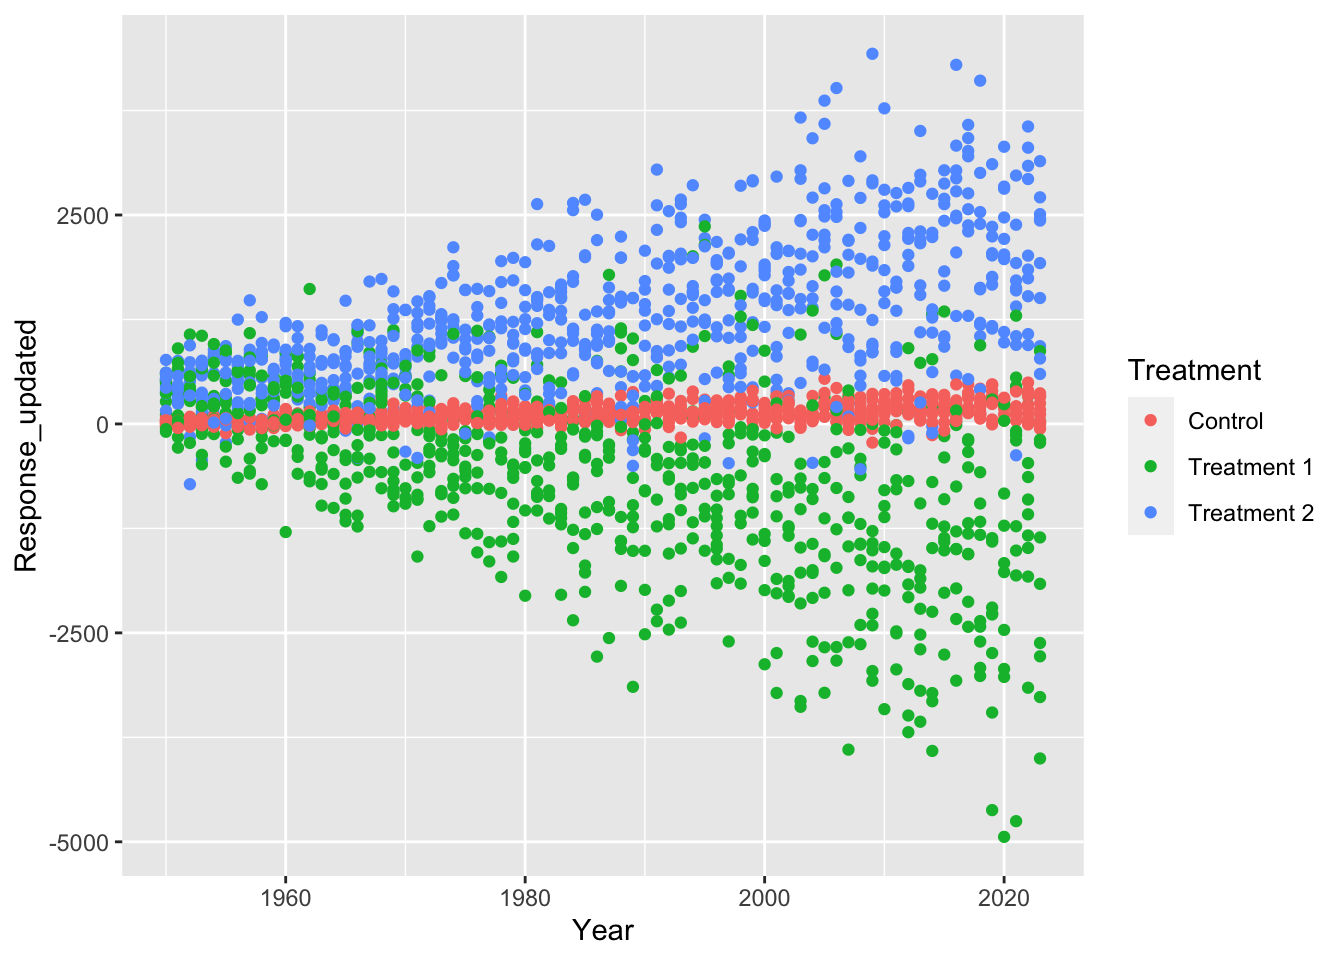 Response_updated
2500
0
-2500
-5000
1960 1980 2000 2020
Year
Treatment
Control
Treatment 1
Treatment 2